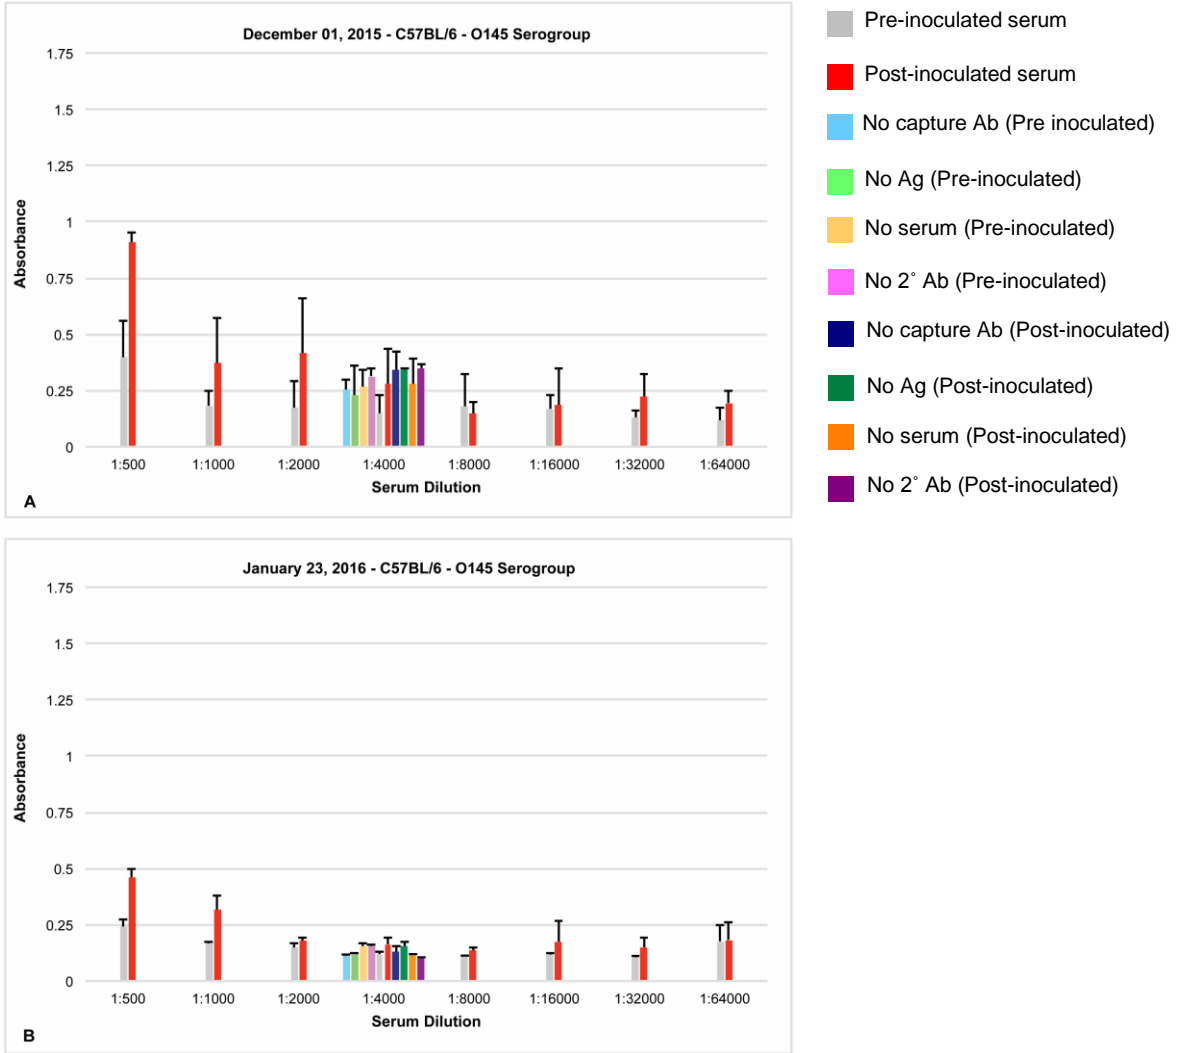 December 01, 2015 - C57BL/6 - O145 Serogroup
1.75
1.5
1.25
1
0.75
0.5
0.25
0
Absorbance
1:500 1:1000 1:2000 1:4000 1:8000 1:16000 1:32000 1:64000
Serum Dilution
A
Pre-inoculated serum
Post-inoculated serum
No capture Ab (Pre inoculated)
No Ag (Pre-inoculated)
No serum (Pre-inoculated)
No 2˚ Ab (Pre-inoculated)
No capture Ab (Post-inoculated)
No Ag (Post-inoculated)
No serum (Post-inoculated)
No 2˚ Ab (Post-inoculated)
January 23, 2016 - C57BL/6 - O145 Serogroup
1.75
1.5
1.25
1
0.75
0.5
0.25
0
Absorbance
1:500 1:1000 1:2000 1:4000 1:8000 1:16000 1:32000 1:64000
Serum Dilution
B